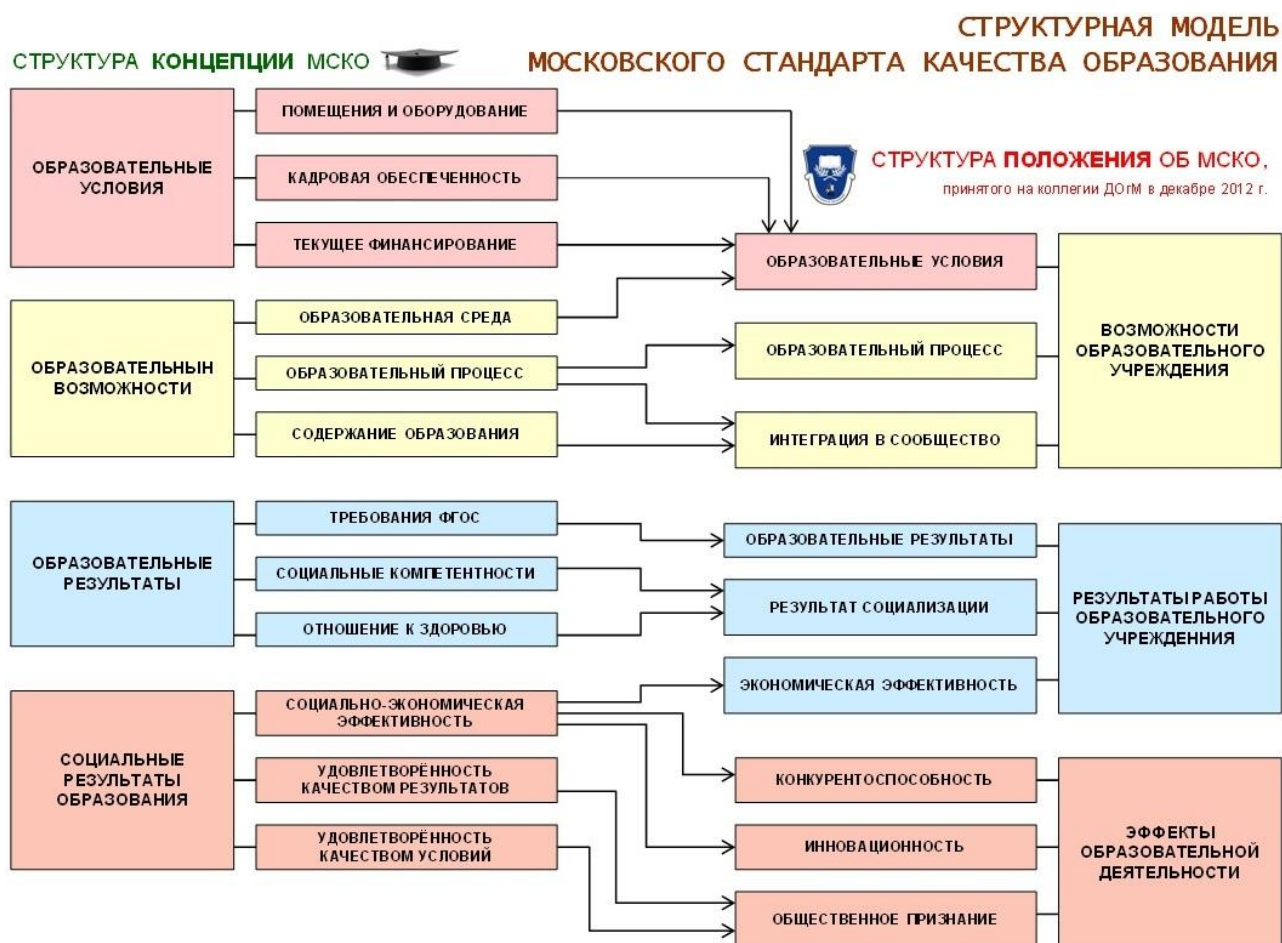 СТРУКТУРНАЯ МОДЕЛЬ
МОСКОВСКОГО СТАНДАРТА КАЧЕСТВА ОБРАЗОВАНИЯ
СТРУКТУРА КОНЦЕПЦИИ МСКО
ОБРАЗОВАТЕЛЬНЫЕ
УСЛОВИЯ
ПОМЕЩЕНИЯ И ОБОРУДОВАНИЕ
КАДРОВАЯ ОБЕСПЕЧЕННОСТЬ
ТЕКУЩЕЕ ФИНАНСИРОВАНИЕ
ОБРАЗОВАТЕЛЬНЫН
ВОЗМОЖНОСТИ
ОБРАЗОВАТЕЛЬНАЯ СРЕДА
ОБРАЗОВАТЕЛЬНЫЙ ПРОЦЕСС
СОДЕРЖАНИЕ ОБРАЗОВАНИЯ
ОБРАЗОВАТЕЛЬНЫЕ
РЕЗУЛЬТАТЫ
ТРЕБОВАНИЯ ФГОС
СОЦИАЛЬНЫЕ КОМПЕТЕНТНОСТИ
ОТНОШЕНИЕ К ЗДОРОВЬЮ
СОЦИАЛЬНЫЕ
РЕЗУЛЬТАТЫ
ОБРАЗОВАНИЯ
СОЦИАЛЬНО-ЭКОНОМИЧЕСКАЯ
ЭФФЕКТИВНОСТЬ
УДОВЛЕТВОРЁННОСТЬ
КАЧЕСТВОМ РЕЗУЛЬТАТОВ
УДОВЛЕТВОРЁННОСТЬ
КАЧЕСТВОМ УСЛОВИЙ
СТРУКТУРА ПОЛОЖЕНИЯ ОБ МСКО,
принятого на коллегии ДОгМ в декабре 2012 г.
ОБРАЗОВАТЕЛЬНЫЕ УСЛОВИЯ
ОБРАЗОВАТЕЛЬНЫЙ ПРОЦЕСС
ИНТЕГРАЦИЯ В СООБЩЕСТВО
ВОЗМОЖНОСТИ
ОБРАЗОВАТЕЛЬНОГО
УЧРЕЖДЕНИЯ
ОБРАЗОВАТЕЛЬНЫЕ РЕЗУЛЬТАТЫ
РЕЗУЛЬТАТ СОЦИАЛИЗАЦИИ
ЭКОНОМИЧЕСКАЯ ЭФФЕКТИВНОСТЬ
РЕЗУЛЬТАТЫ РАБОТЫ
ОБРАЗОВАТЕЛЬНОГО
УЧРЕЖДЕННИЯ
КОНКУРЕНТОСПОСОБНОСТЬ
ИННОВАЦИОННОСТЬ
ОБЩЕСТВЕННОЕ ПРИЗНАНИЕ
ЭФФЕКТЫ
ОБРАЗОВАТЕЛЬНОЙ
ДЕЯТЕЛЬНОСТИ